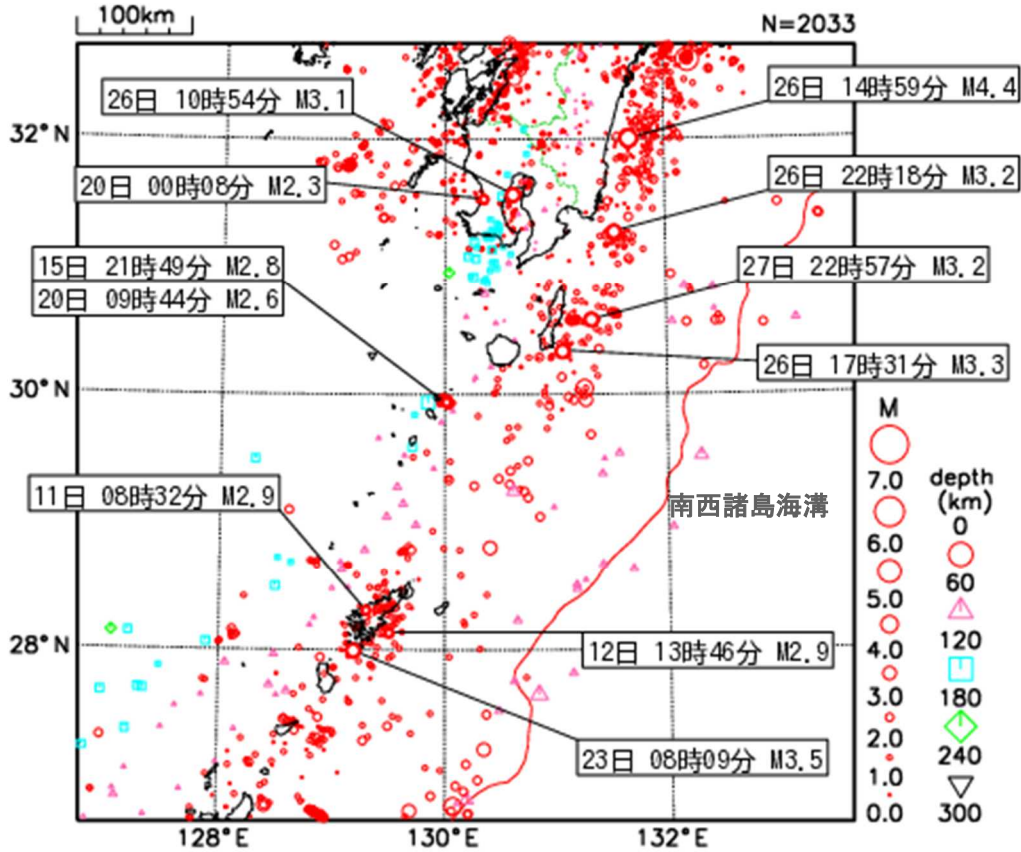 100km
N=2033
26日 10時54分 M3.1
26日 14時59分 M4.4
32°N
20日 00時08分 M2.3
26日 22時18分 M3.2
15日 21時49分 M2.8
20日 09時44分 M2.6
27日 22時57分 M3.2
26日 17時31分 M3.3
30°N
11日 08時32分 M2.9
南西諸島海溝
28°N
12日 13時46分 M2.9
23日 08時09分 M3.5
M
7.0
6.0
5.0
4.0
3.0
2.0
1.0
0.0
depth
(km)
0
60
120
180
240
300
128°E
130°E
132°E